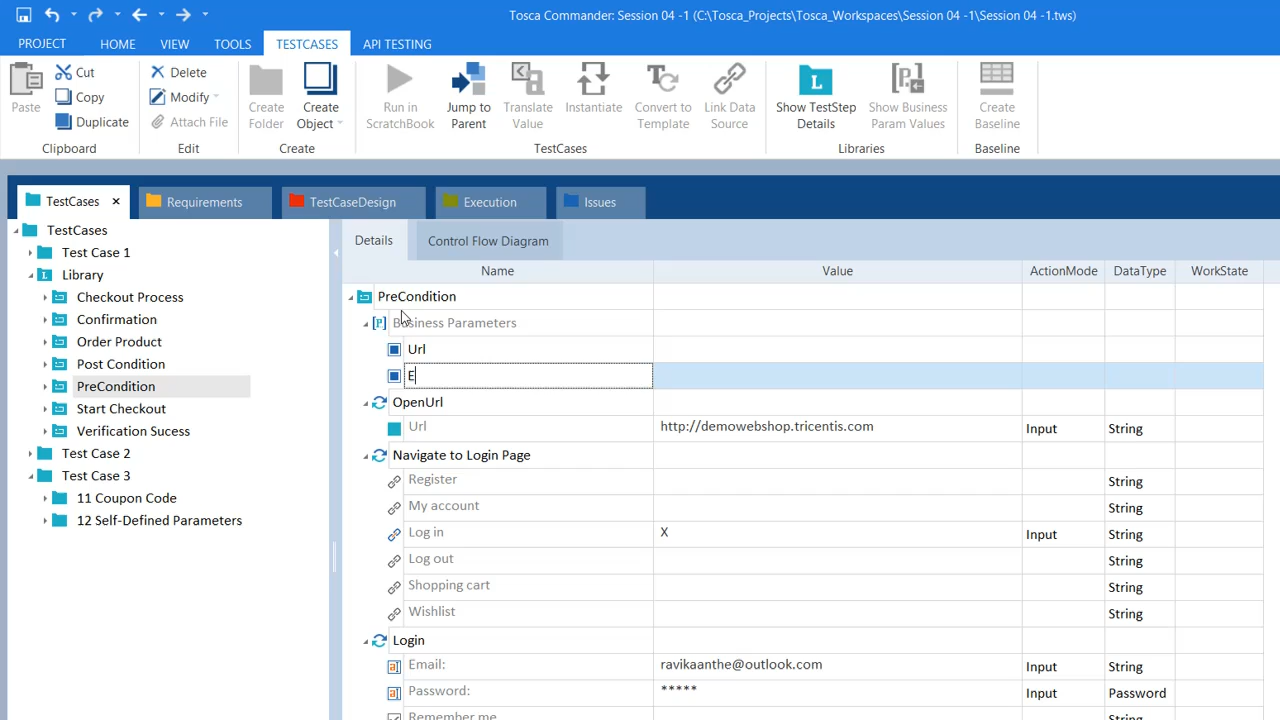 Tosca Commander: Session 04 -1 (C:\Tosca_Projects\Tosca_Workspaces\Session 04 -1\Session 04 -1.tws)
PROJECT HOME VIEW TOOLS TESTCASES API TESTING
Paste Cut Copy Duplicate Clipboard
Delete Modify Attach File Edit
Create Folder Create Object Create
Run in ScratchBook Jump to Parent Translate Value Instantiate Convert to Template Link Data Source TestCases
Show TestStep Details Show Business Param Values Libraries
Create Baseline Baseline
TestCases × Requirements TestCaseDesign Execution Issues
TestCases
Test Case 1
Library
L
Checkout Process
Confirmation
Order Product
Post Condition
PreCondition
Start Checkout
Verification Sucess
Test Case 2
Test Case 3
11 Coupon Code
12 Self-Defined Parameters
Details Control Flow Diagram
Name Value ActionMode DataType WorkState
PreCondition
[P] Business Parameters
Url
E
OpenUrl
Url http://demowebshop.tricentis.com Input String
Navigate to Login Page
Register String
My account String
Log in X Input String
Log out String
Shopping cart String
Wishlist String
Login
Email: ravikaanthe@outlook.com Input String
Password: ***** Input Password
Remember me String